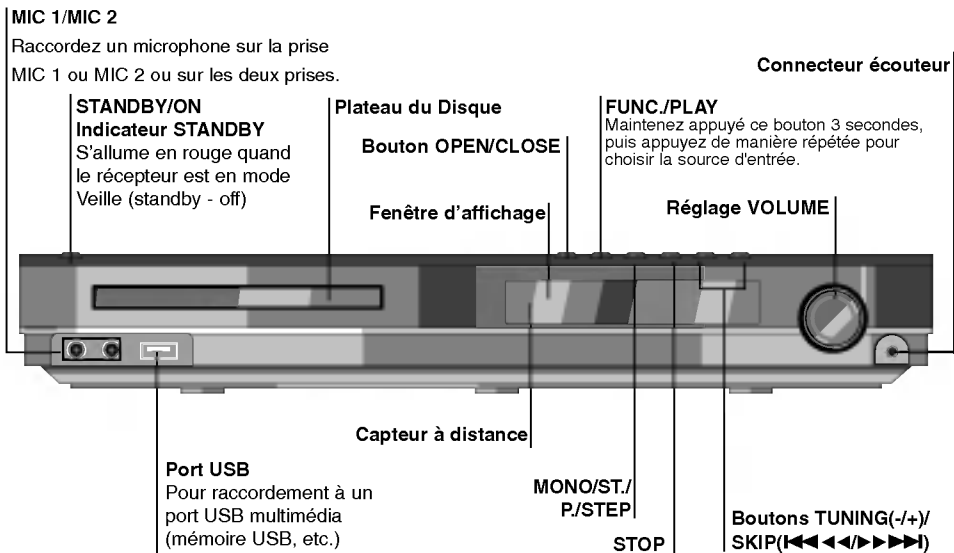 MIC 1/MIC 2
Raccordez un microphone sur la prise
MIC 1 ou MIC 2 ou sur les deux prises.
Connecteur écouteur
STANDBY/ON
Indicateur STANDBY
S'allume en rouge quand
le récepteur est en mode
Veille (standby - off)
Plateau du Disque
FUNC./PLAY
Maintenez appuyé ce bouton 3 secondes,
puis appuyez de manière répétée pour
choisir la source d'entrée.
Bouton OPEN/CLOSE
Fenêtre d'affichage
Réglage VOLUME
Capteur à distance
Port USB
Pour raccordement à un
port USB multimédia
(mémoire USB, etc.)
MONO/ST./
P./STEP
STOP
Boutons TUNING(-/+)/
SKIP(|◀◀ ◀◀/▶▶ ▶▶|)